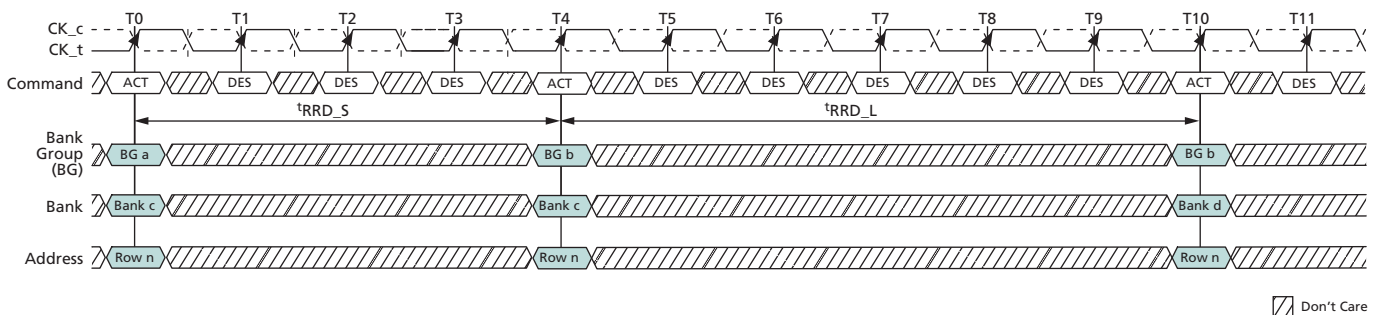 T0 T1 T2 T3 T4 T5 T6 T7 T8 T9 T10 T11
CK_c
CK_t
Command ACT DES DES DES ACT DES DES DES DES DES ACT DES
tRRD_S tRRD_L
Bank
Group
(BG)
BG a BG b BG b
Bank Bank c Bank c Bank d
Address Row n Row n Row n
Don't Care